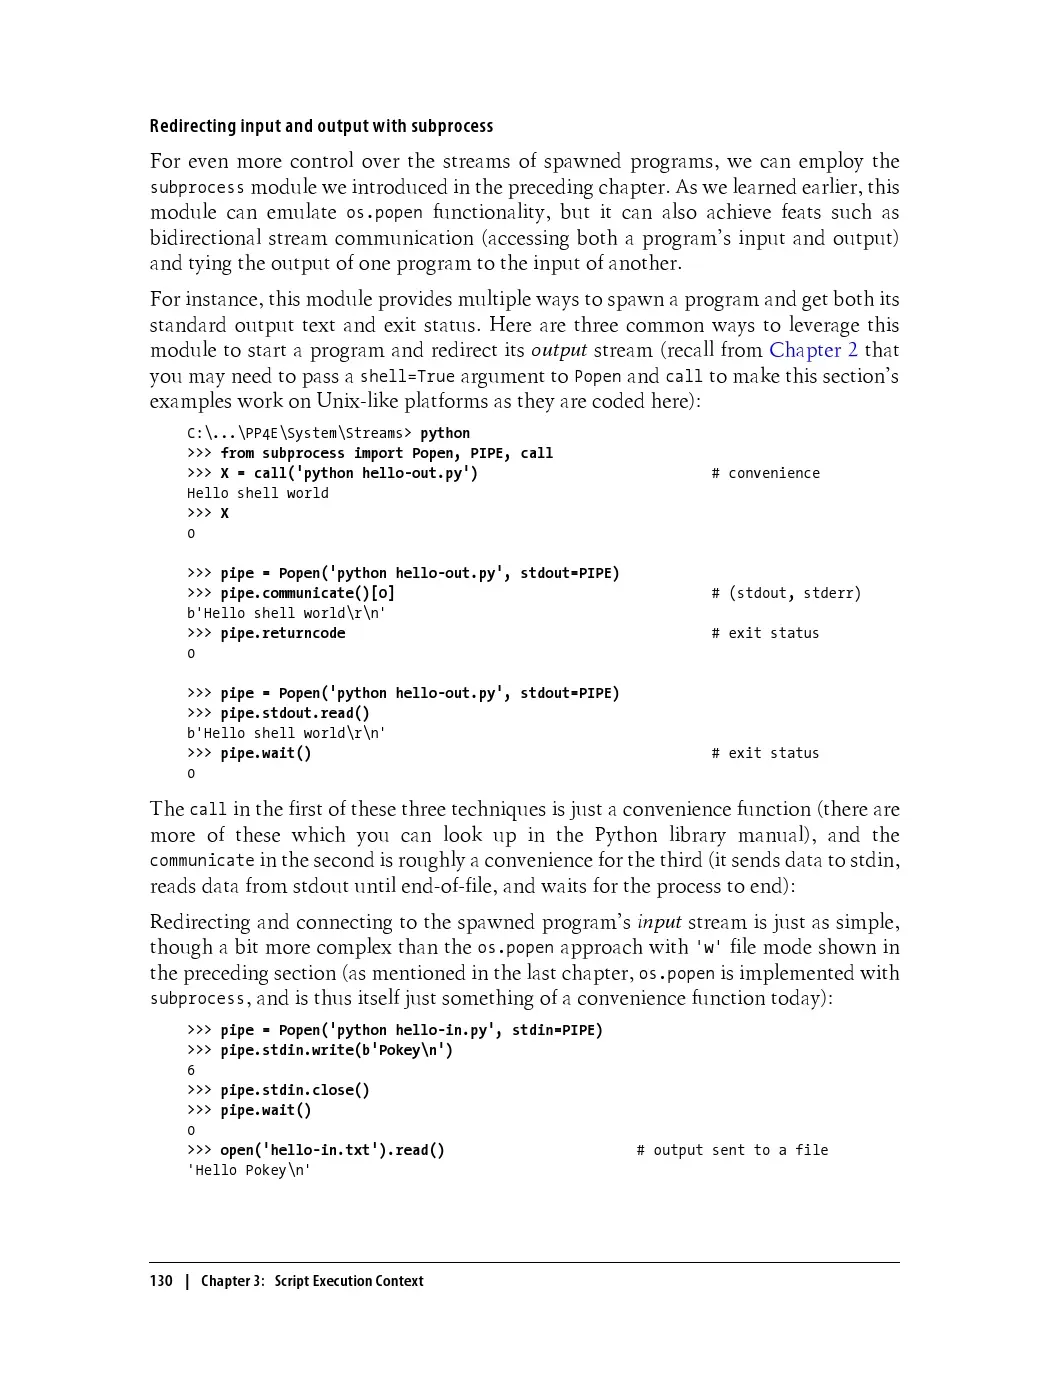 Redirecting input and output with subprocess
For even more control over the streams of spawned programs, we can employ the
subprocess module we introduced in the preceding chapter. As we learned earlier, this
module can emulate os.popen functionality, but it can also achieve feats such as
bidirectional stream communication (accessing both a program’s input and output)
and tying the output of one program to the input of another.
For instance, this module provides multiple ways to spawn a program and get both its
standard output text and exit status. Here are three common ways to leverage this
module to start a program and redirect its output stream (recall from Chapter 2 that
you may need to pass a shell=True argument to Popen and call to make this section’s
examples work on Unix-like platforms as they are coded here):
C:\...\PP4E\System\Streams> python
>>> from subprocess import Popen, PIPE, call
>>> X = call('python hello-out.py') # convenience
Hello shell world
>>> X
0
>>> pipe = Popen('python hello-out.py', stdout=PIPE)
>>> pipe.communicate()[0] # (stdout, stderr)
b'Hello shell world\r\n'
>>> pipe.returncode # exit status
0
>>> pipe = Popen('python hello-out.py', stdout=PIPE)
>>> pipe.stdout.read()
b'Hello shell world\r\n'
>>> pipe.wait() # exit status
0
The call in the first of these three techniques is just a convenience function (there are
more of these which you can look up in the Python library manual), and the
communicate in the second is roughly a convenience for the third (it sends data to stdin,
reads data from stdout until end-of-file, and waits for the process to end):
Redirecting and connecting to the spawned program’s input stream is just as simple,
though a bit more complex than the os.popen approach with 'w' file mode shown in
the preceding section (as mentioned in the last chapter, os.popen is implemented with
subprocess, and is thus itself just something of a convenience function today):
>>> pipe = Popen('python hello-in.py', stdin=PIPE)
>>> pipe.stdin.write(b'Pokey\n')
6
>>> pipe.stdin.close()
>>> pipe.wait()
0
>>> open('hello-in.txt').read() # output sent to a file
'Hello Pokey\n'
130 | Chapter 3: Script Execution Context